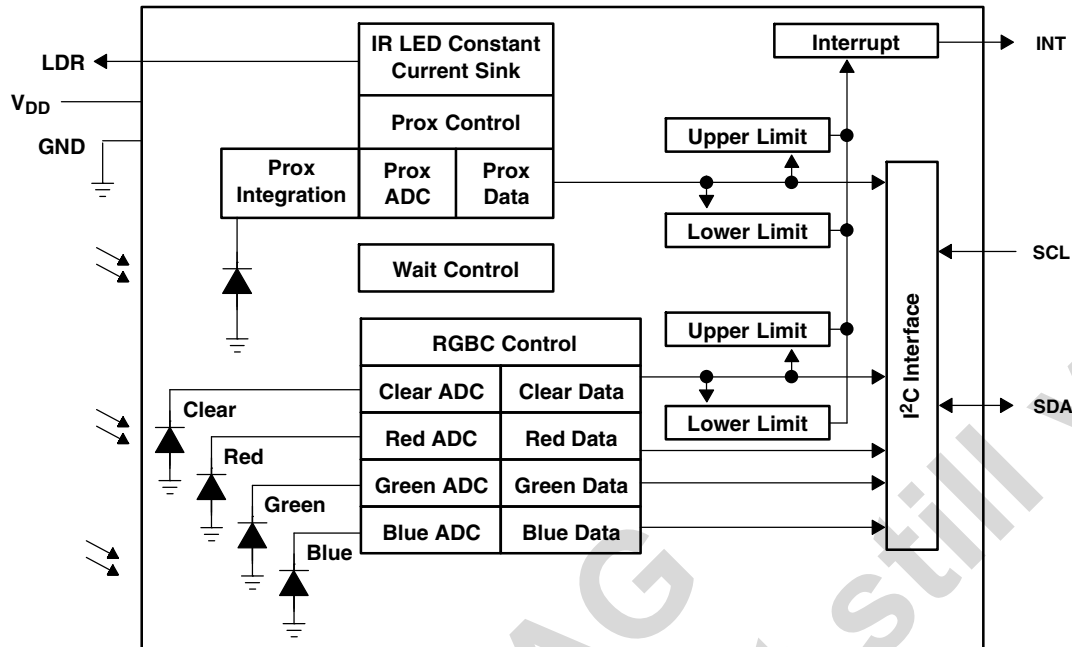 IR LED Constant
Current Sink
Interrupt
INT
LDR
VDD
Prox Control
GND
Upper Limit
Prox
Integration
Prox
ADC
Prox
Data
Lower Limit
SCL
Wait Control
Upper Limit
RGBC Control
I²C Interface
Clear ADC
Clear Data
Clear
SDA
Lower Limit
Red ADC
Red Data
Red
Green ADC
Green Data
Green
Blue ADC
Blue Data
Blue
AG
still